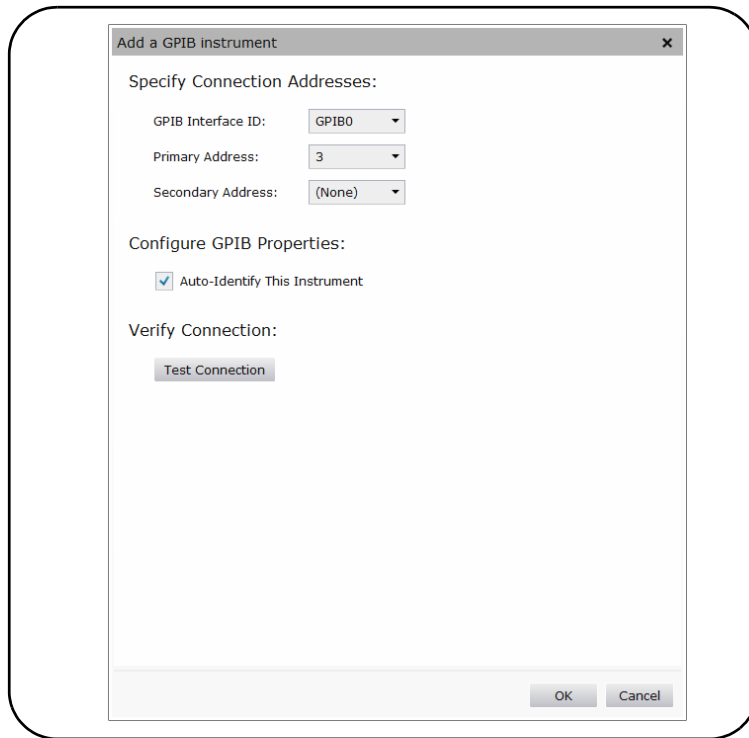 Add a GPIB instrument
Specify Connection Addresses:
GPIB Interface ID: GPIB0
Primary Address: 3
Secondary Address: (None)
Configure GPIB Properties:
Auto-Identify This Instrument
Verify Connection:
Test Connection
OK Cancel